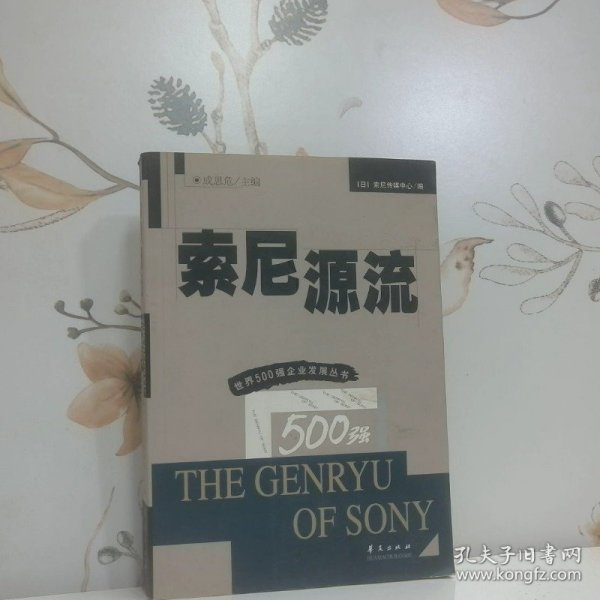 ◉成思危/主编
〔日〕索尼传媒中心/编
索尼源流
世界500强企业发展丛书
500强
THE GENRYU
OF SONY
华夏出版社
孔夫子旧书网
www.kongfz.com